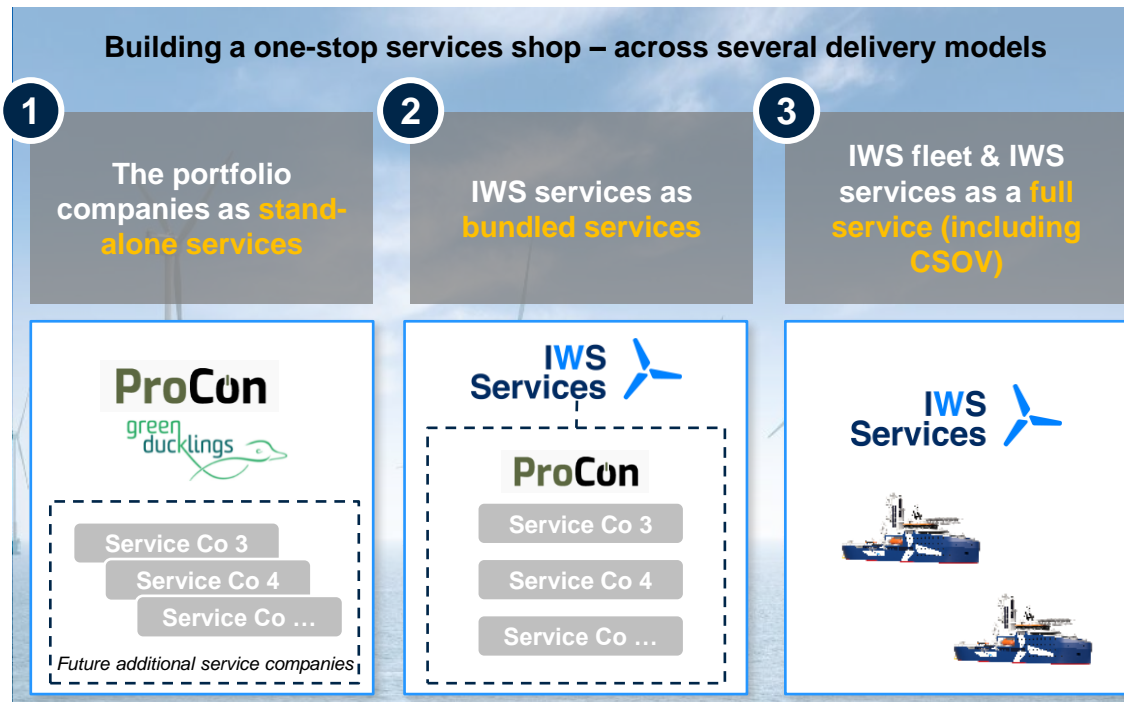 Building a one-stop services shop – across several delivery models
1
The portfolio
companies as stand-
alone services
ProCon
green
ducklings
Service Co 3
Service Co 4
Service Co …
Future additional service companies
2
IWS services as
bundled services
IWS
Services
ProCon
Service Co 3
Service Co 4
Service Co …
3
IWS fleet & IWS
services as a full
service (including
CSOV)
IWS
Services